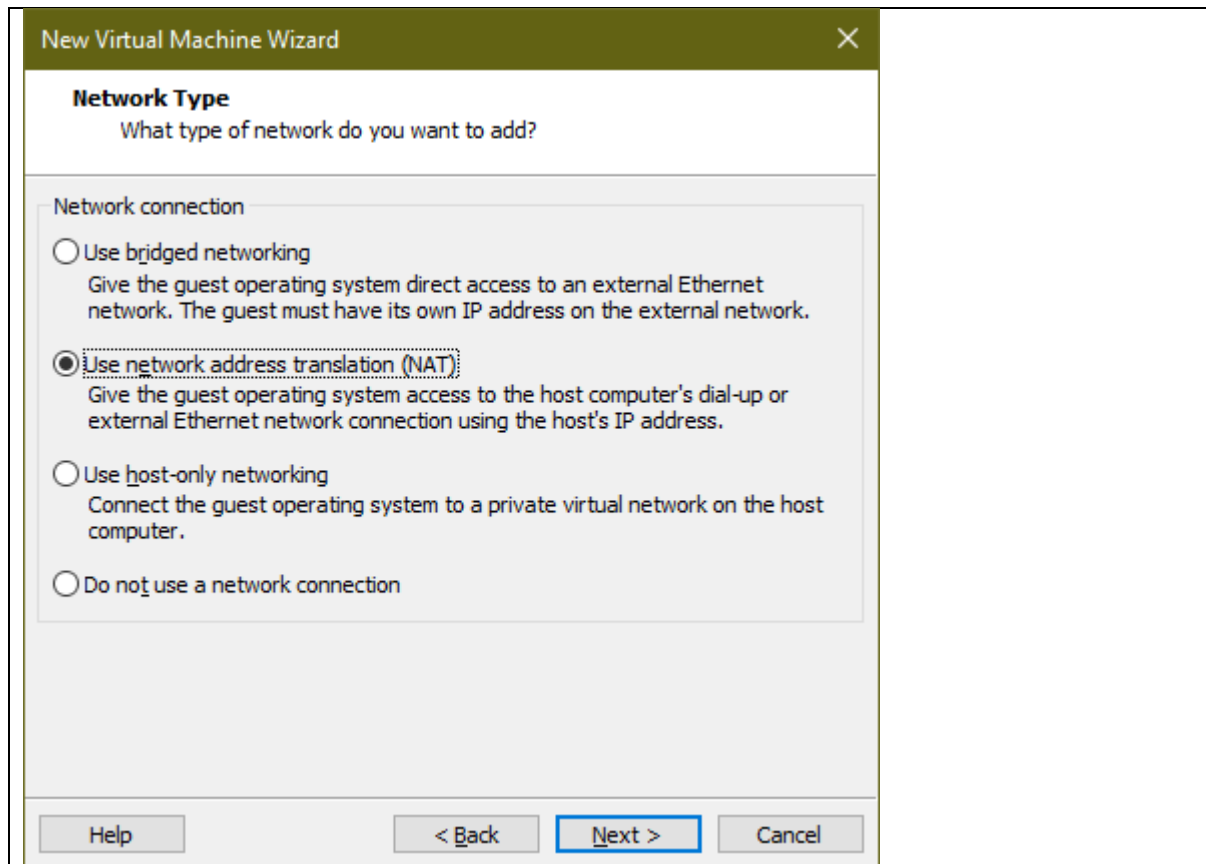 New Virtual Machine Wizard
Network Type
What type of network do you want to add?
Network connection
Use bridged networking
Give the guest operating system direct access to an external Ethernet
network. The guest must have its own IP address on the external network.
Use network address translation (NAT)
Give the guest operating system access to the host computer's dial-up or
external Ethernet network connection using the host's IP address.
Use host-only networking
Connect the guest operating system to a private virtual network on the host
computer.
Do not use a network connection
Help
< Back
Next >
Cancel